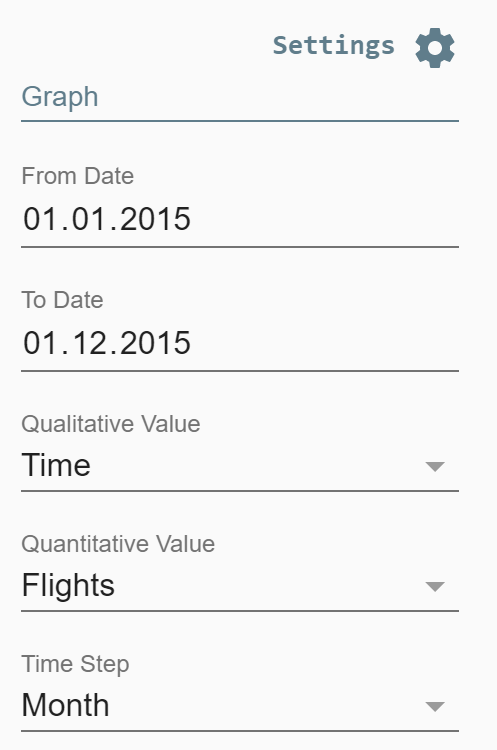 Settings
Graph
From Date
01.01.2015
To Date
01.12.2015
Qualitative Value
Time
Quantitative Value
Flights
Time Step
Month